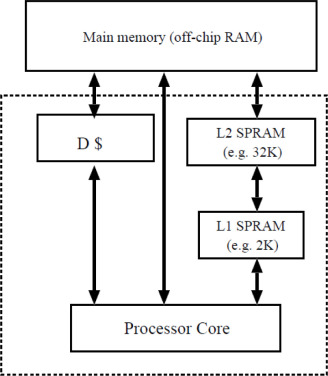 Main memory (off-chip RAM)
D $
L2 SPRAM
(e.g. 32K)
L1 SPRAM
(e.g. 2K)
Processor Core